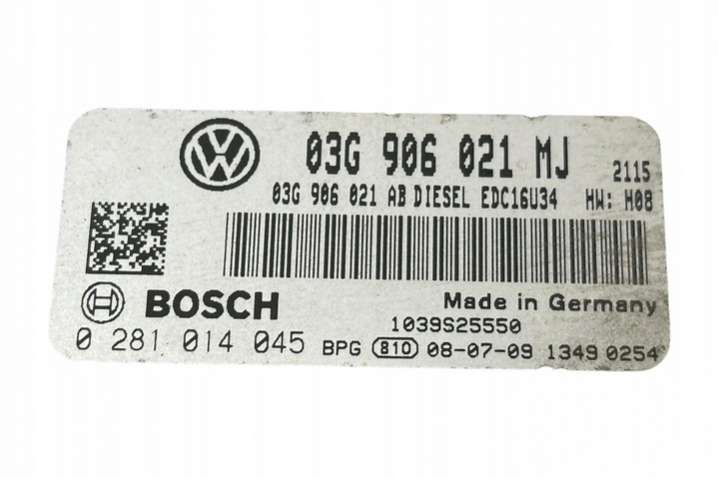 03G 906 021 MJ 2115
03G 906 021 AB DIESEL EDC16U34 HW: H08
BOSCH Made in Germany
1039S25550
0 281 014 045 BPG 810 08-07-09 1349 0254